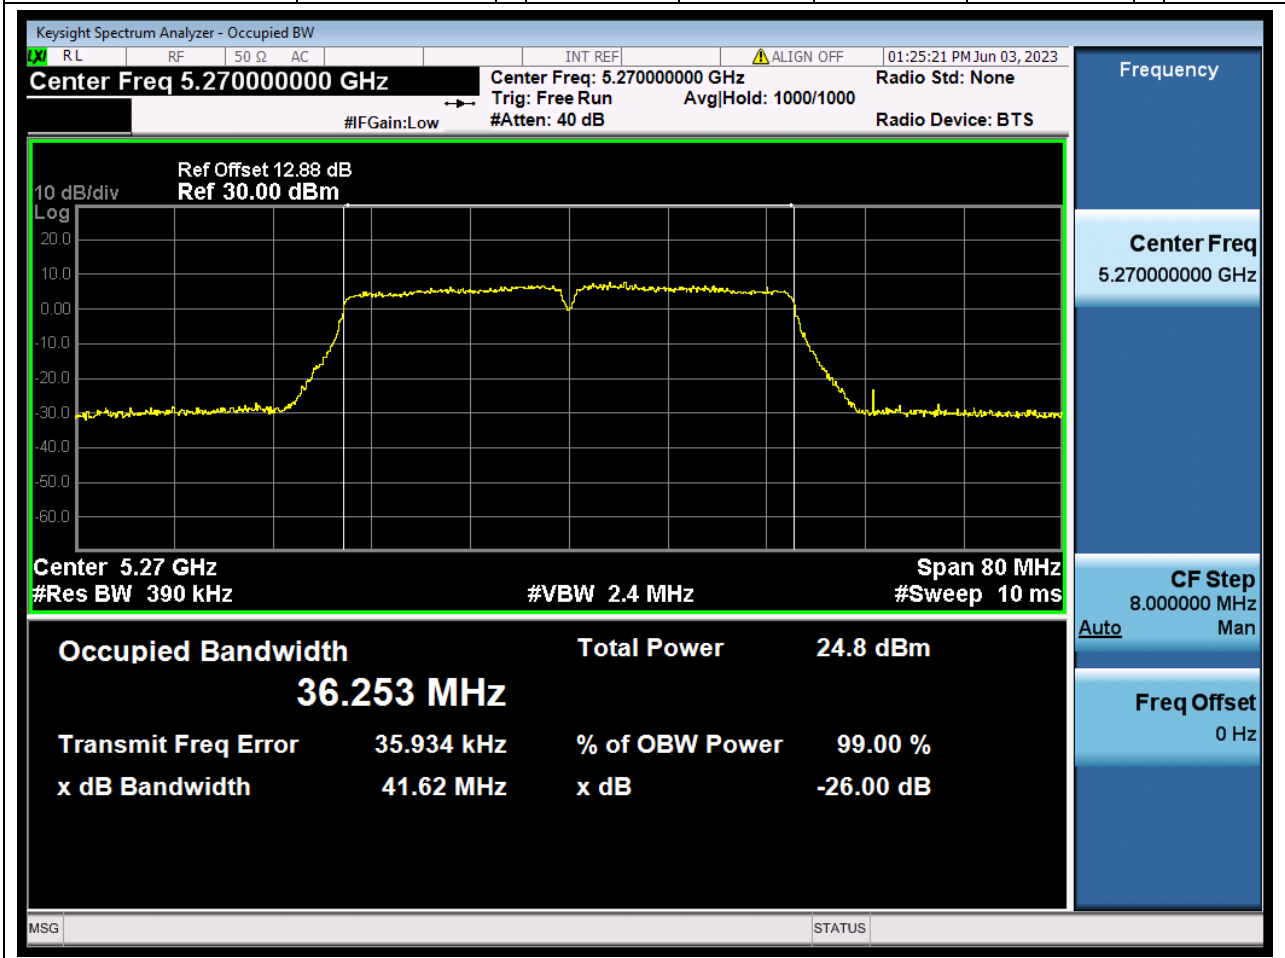 Keysight Spectrum Analyzer - Occupied BW
LXI RL RF 50 Ω AC INT REF ALIGN OFF 01:25:21 PM Jun 03, 2023
Center Freq 5.270000000 GHz
Center Freq: 5.270000000 GHz
Radio Std: None
Trig: Free Run Avg|Hold: 1000/1000
#IFGain:Low #Atten: 40 dB Radio Device: BTS
Ref Offset 12.88 dB
10 dB/div Ref 30.00 dBm
Log
20.0
10.0
0.00
-10.0
-20.0
-30.0
-40.0
-50.0
-60.0
Center 5.27 GHz Span 80 MHz
#Res BW 390 kHz #VBW 2.4 MHz #Sweep 10 ms
Occupied Bandwidth Total Power 24.8 dBm
36.253 MHz
Transmit Freq Error 35.934 kHz % of OBW Power 99.00 %
x dB Bandwidth 41.62 MHz x dB -26.00 dB
MSG STATUS
Frequency
Center Freq
5.270000000 GHz
CF Step
8.000000 MHz
Auto Man
Freq Offset
0 Hz